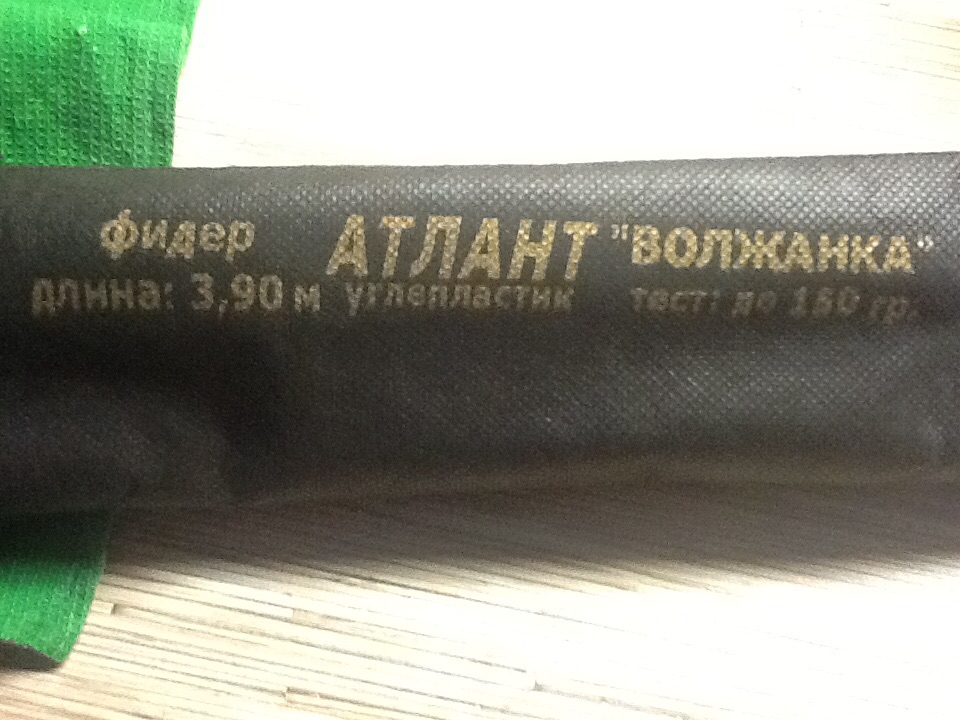 фидер АТЛАНТ "ВОЛЖАНКА"
длина: 3,90 м углепластик тест: до 150 гр.